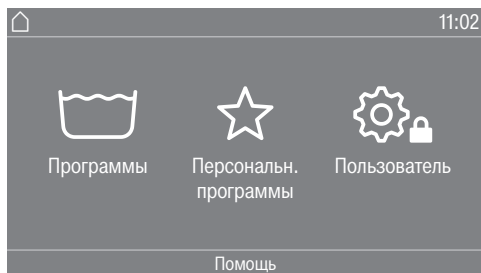 11:02
Программы
Персональн.
программы
Пользователь
Помощь